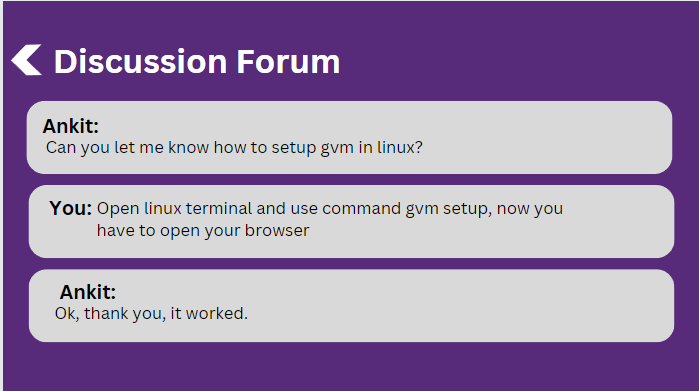 Discussion Forum
Ankit:
Can you let me know how to setup gvm in linux?
You: Open linux terminal and use command gvm setup, now you
have to open your browser
Ankit:
Ok, thank you, it worked.